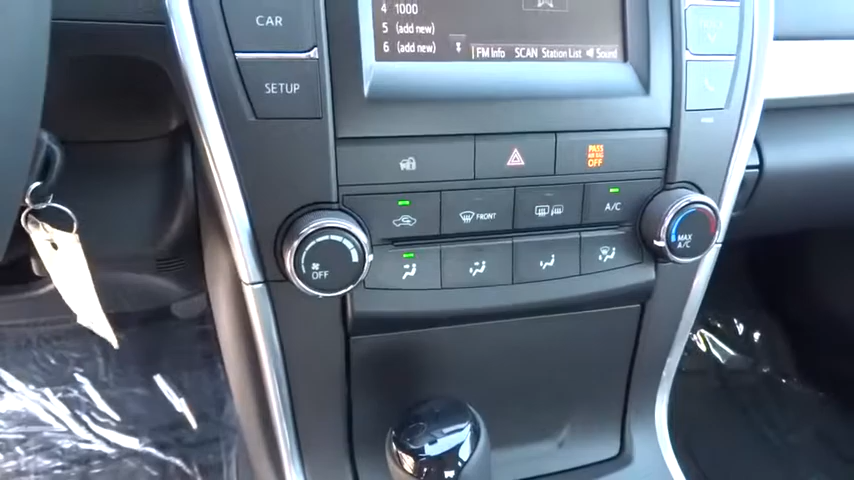 CAR
SETUP
4 1000
5 (add new)
6 (add new)
FM Info SCAN Station List Sound
PASS
AIR BAG
OFF
FRONT
A/C
OFF
MAX
A/C